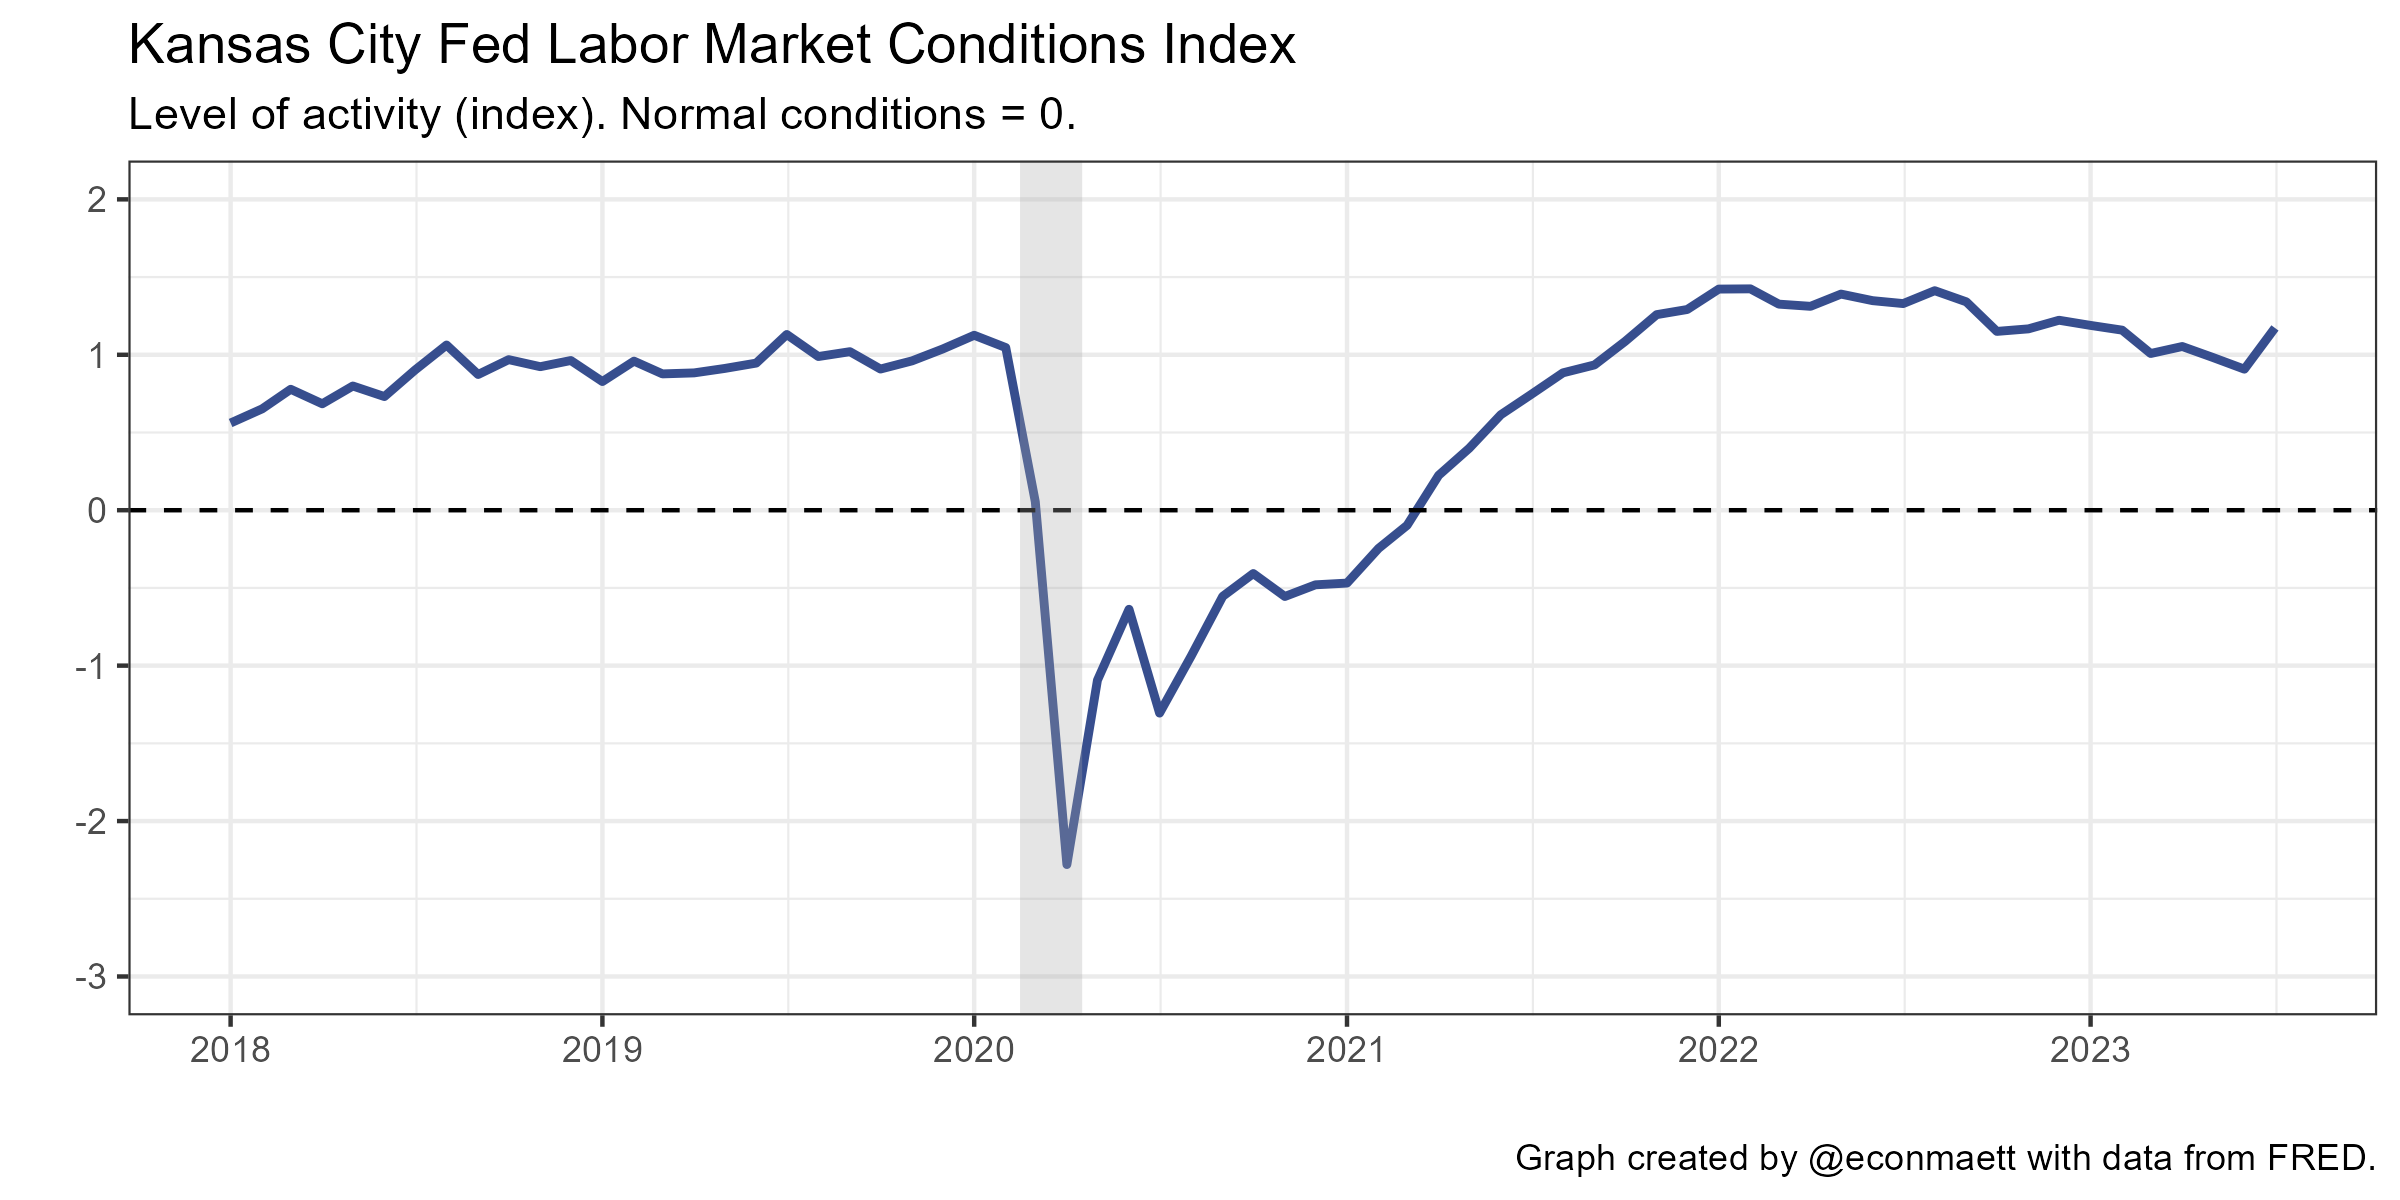 Kansas City Fed Labor Market Conditions Index
Level of activity (index). Normal conditions = 0.
2
1
0
-1
-2
-3
2018 2019 2020 2021 2022 2023
Graph created by @econmaett with data from FRED.